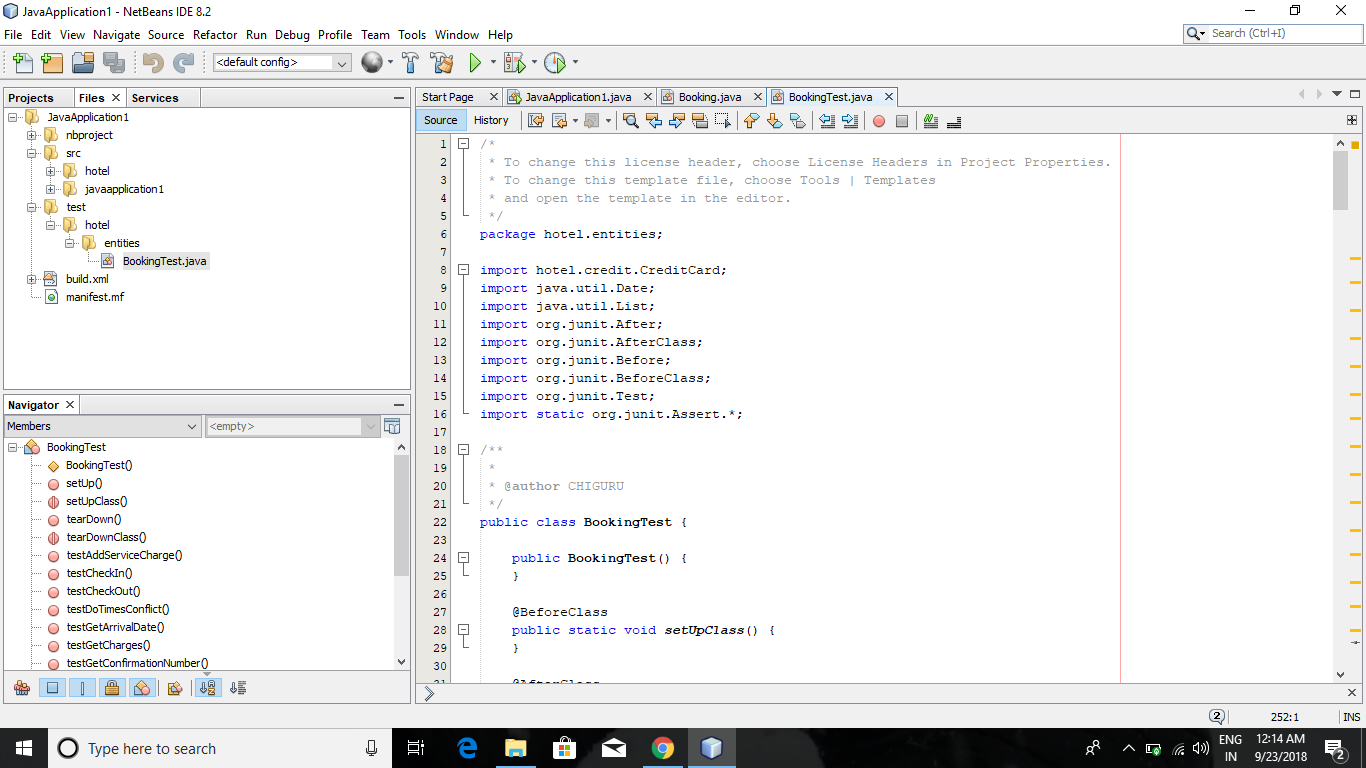 JavaApplication1 - NetBeans IDE 8.2
File Edit View Navigate Source Refactor Run Debug Profile Team Tools Window Help
Search (Ctrl+I)
<default config>
Projects Files Services
JavaApplication1
nbproject
src
hotel
javaapplication1
test
hotel
entities
BookingTest.java
build.xml
manifest.mf
Navigator
Members <empty>
BookingTest
BookingTest()
setUp()
setUpClass()
tearDown()
tearDownClass()
testAddServiceCharge()
testCheckIn()
testCheckOut()
testDoTimesConflict()
testGetArrivalDate()
testGetCharges()
testGetConfirmationNumber()
Start Page JavaApplication1.java Booking.java BookingTest.java
Source History
1 /*
2 * To change this license header, choose License Headers in Project Properties.
3 * To change this template file, choose Tools | Templates
4 * and open the template in the editor.
5 */
6 package hotel.entities;
7
8 import hotel.credit.CreditCard;
9 import java.util.Date;
10 import java.util.List;
11 import org.junit.After;
12 import org.junit.AfterClass;
13 import org.junit.Before;
14 import org.junit.BeforeClass;
15 import org.junit.Test;
16 import static org.junit.Assert.*;
17
18 /**
19 *
20 * @author CHIGURU
21 */
22 public class BookingTest {
23
24 public BookingTest() {
25 }
26
27 @BeforeClass
28 public static void setUpClass() {
29 }
30
31 @AfterClass
2 252:1 INS
Type here to search
ENG
IN
12:14 AM
9/23/2018
2